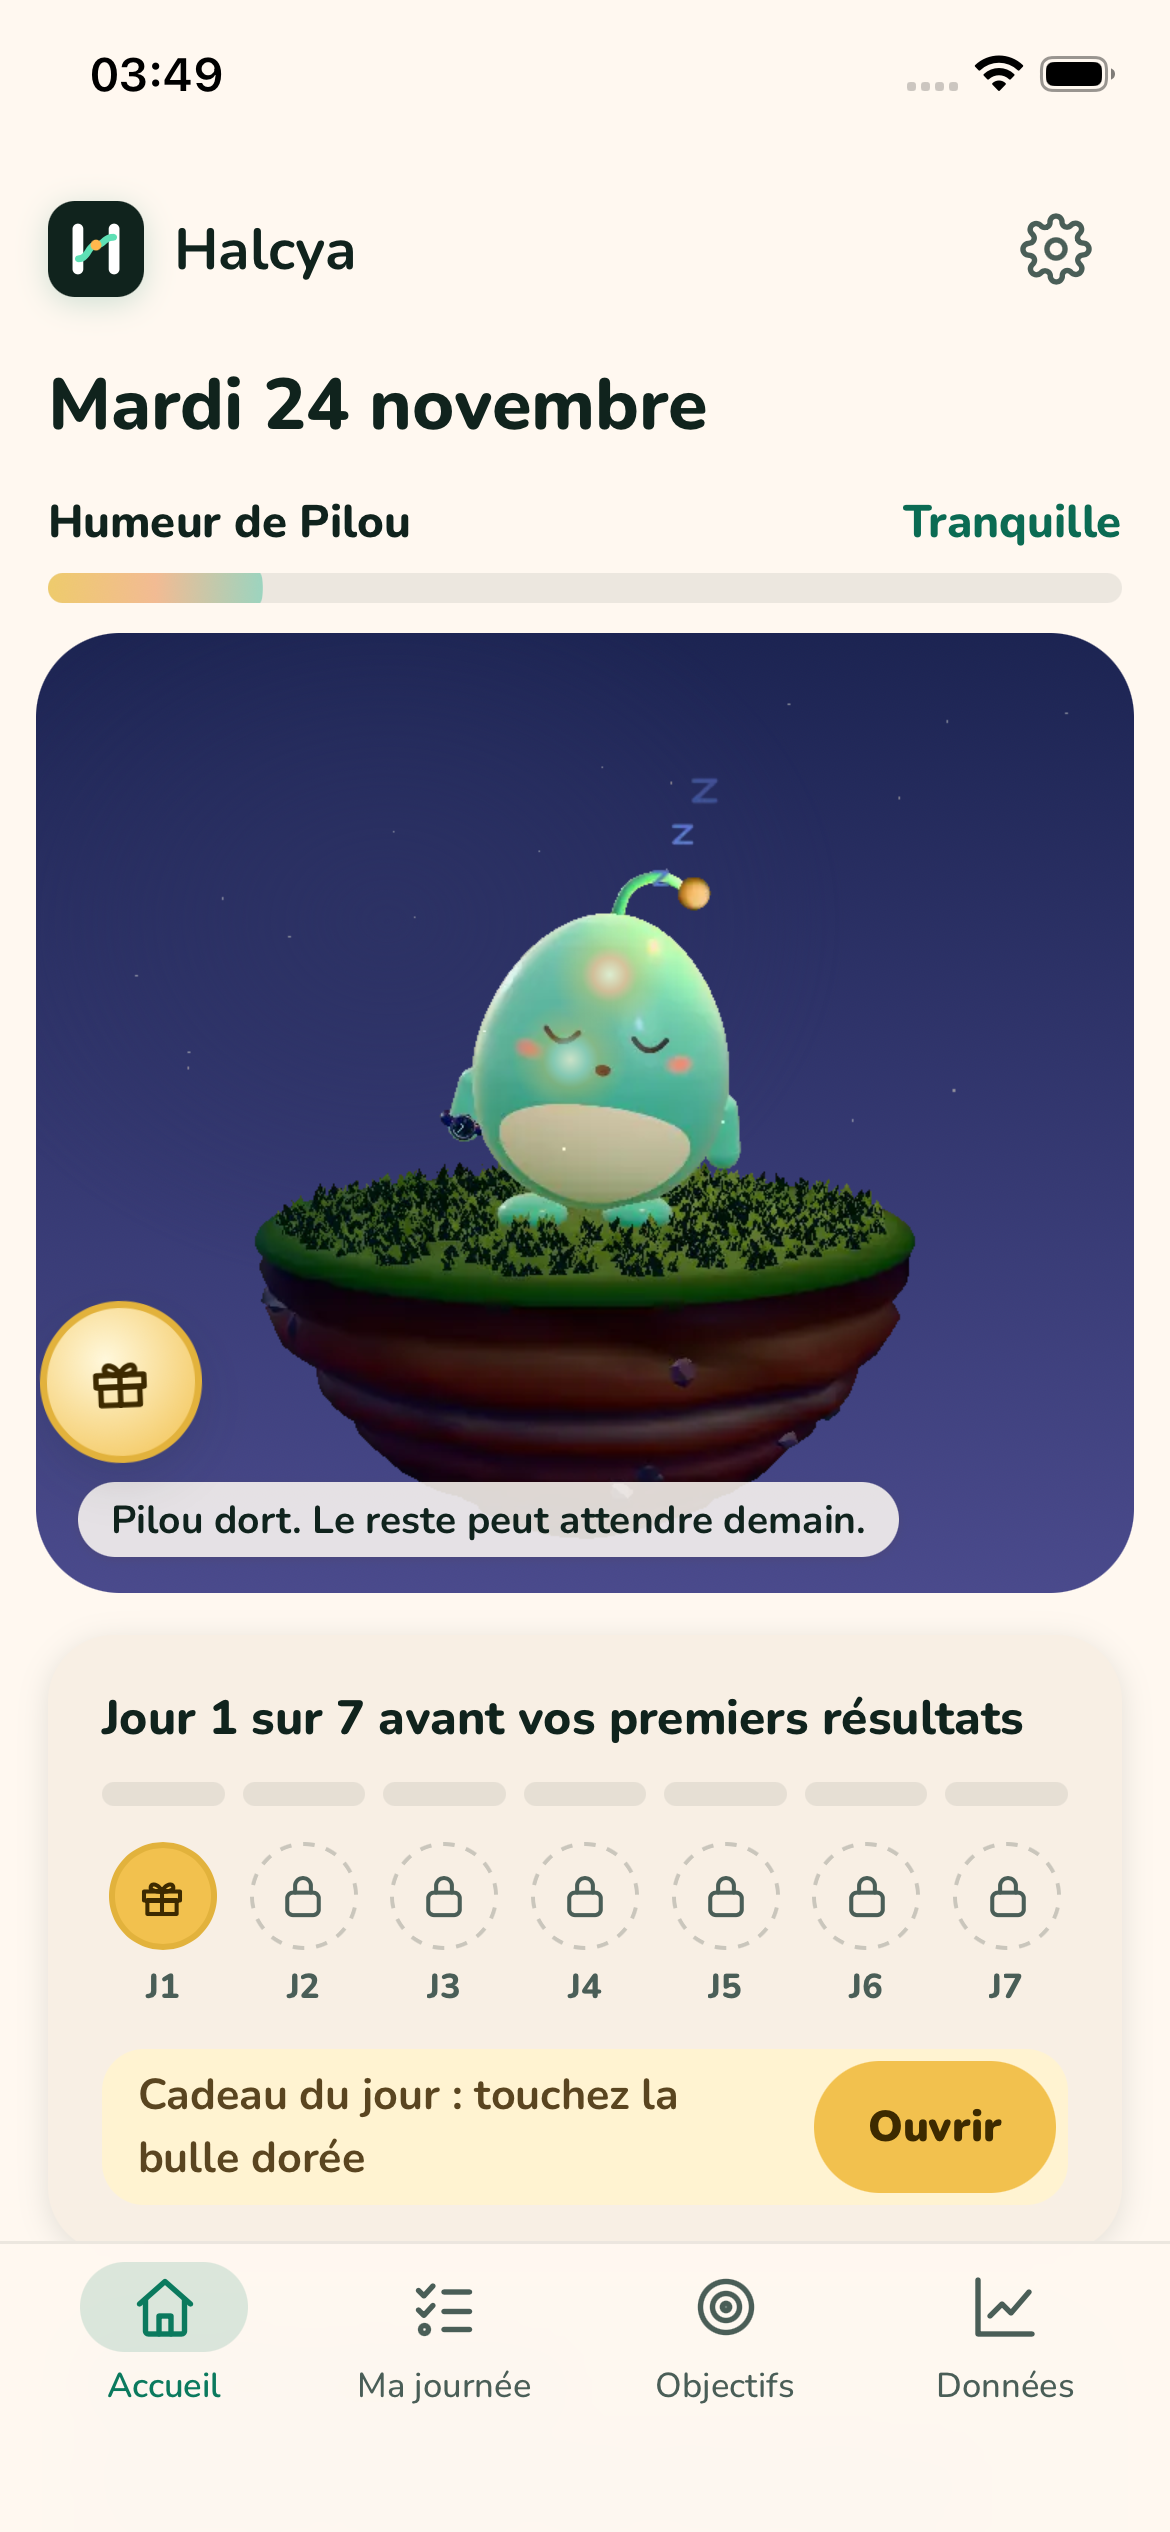 03:49
Halcya
Mardi 24 novembre
Humeur de Pilou
Tranquille
Z
Z
Z
Pilou dort. Le reste peut attendre demain.
Jour 1 sur 7 avant vos premiers résultats
J1
J2
J3
J4
J5
J6
J7
Cadeau du jour : touchez la
bulle dorée
Ouvrir
Accueil
Ma journée
Objectifs
Données